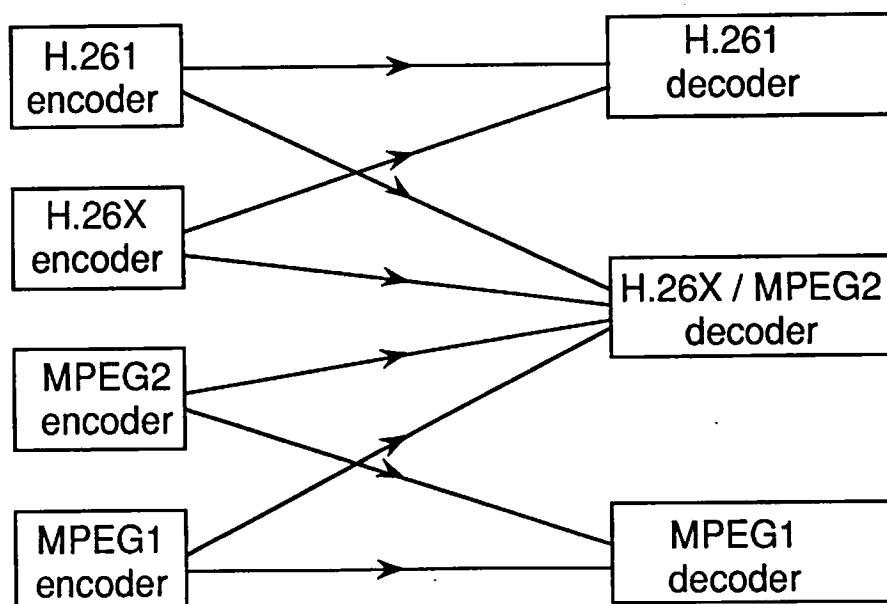 H.261
encoder
H.261
decoder
H.26X
encoder
H.26X / MPEG2
decoder
MPEG2
encoder
MPEG1
encoder
MPEG1
decoder